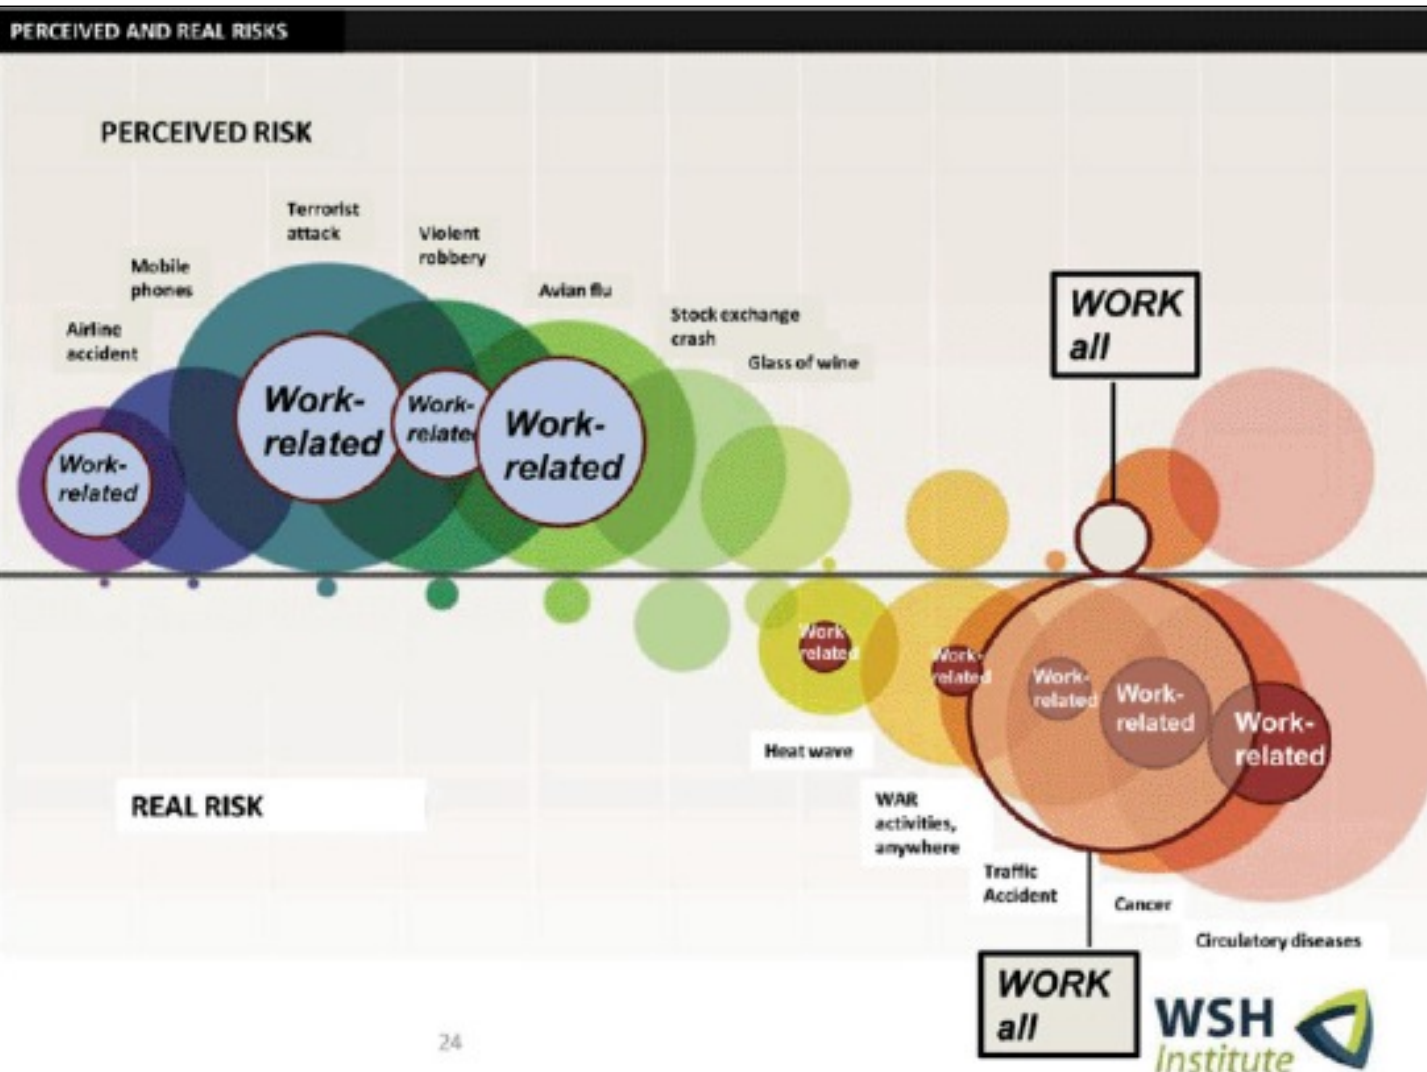 PERCEIVED AND REAL RISKS
PERCEIVED RISK
Terrorist
attack
Violent
robbery
Mobile
phones
Avian flu
Airline
accident
Stock exchange
crash
Glass of wine
WORK
all
Work-
related
Work-
related
Work-
relate
Work-
related
Work-
related
Work-
related
Work-
related
Work-
related
Work-
related
Heat wave
REAL RISK
WAR
activities,
anywhere
Traffic
Accident
Cancer
Circulatory diseases
WORK
all
24
WSH
Institute